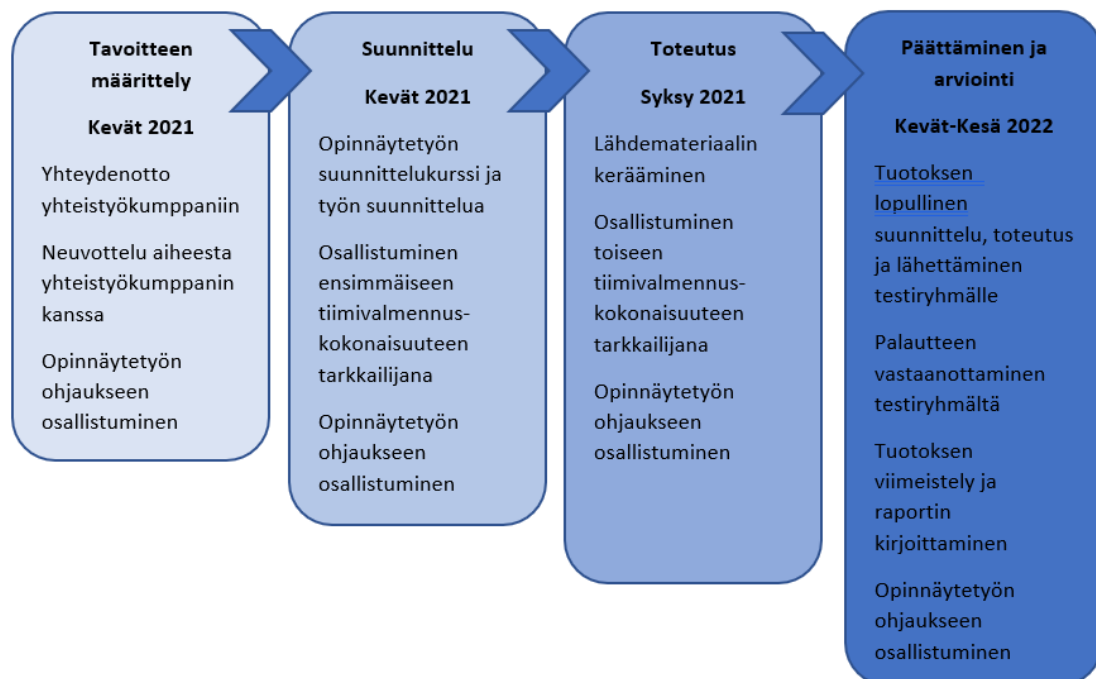 Tavoitteen
määrittely
Kevät 2021
Yhteydenotto
yhteistyökumppaniin
Neuvottelu aiheesta
yhteistyökumppanin
kanssa
Opinnäytetyön
ohjaukseen
osallistuminen
Suunnittelu
Kevät 2021
Opinnäytetyön
suunnittelukurssi ja
työn suunnittelua
Osallistuminen
ensimmäiseen
tiimivalmennus-
kokonaisuuteen
tarkkailijana
Opinnäytetyön
ohjaukseen
osallistuminen
Toteutus
Syksy 2021
Lähdemateriaalin
kerääminen
Osallistuminen
toiseen
tiimivalmennus-
kokonaisuuteen
tarkkailijana
Opinnäytetyön
ohjaukseen
osallistuminen
Päättäminen ja
arviointi
Kevät-Kesä 2022
Tuotoksen
lopullinen
suunnittelu, toteutus
ja lähettäminen
testiryhmälle
Palautteen
vastaanottaminen
testiryhmältä
Tuotoksen
viimeistely ja
raportin
kirjoittaminen
Opinnäytetyön
ohjaukseen
osallistuminen